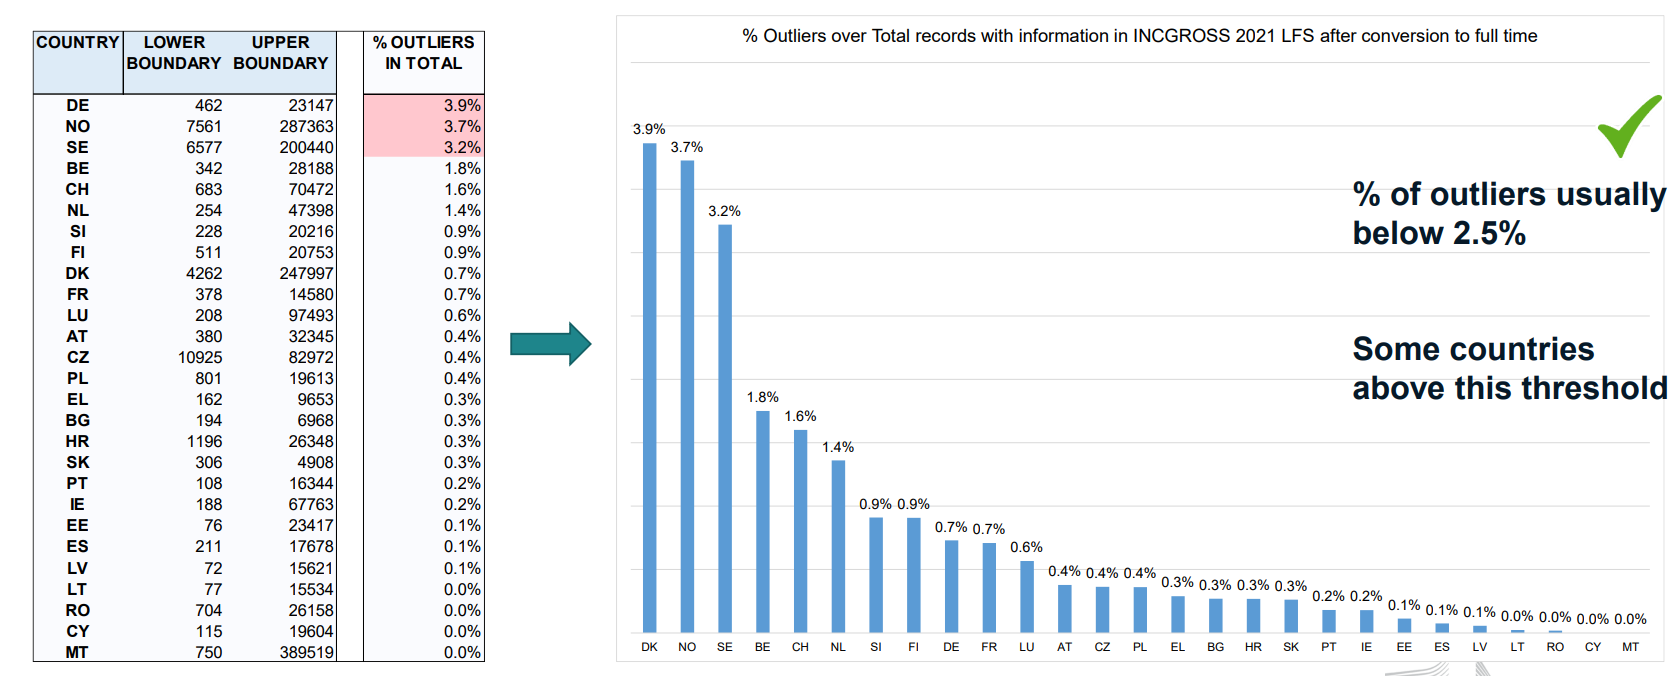 COUNTRY LOWER BOUNDARY UPPER BOUNDARY % OUTLIERS IN TOTAL
DE 462 23147 3.9%
NO 7561 287363 3.7%
SE 6577 200440 3.2%
BE 342 28188 1.8%
CH 683 70472 1.6%
NL 254 47398 1.4%
SI 228 20216 0.9%
FI 511 20753 0.9%
DK 4262 247997 0.7%
FR 378 14580 0.7%
LU 208 97493 0.6%
AT 380 32345 0.4%
CZ 10925 82972 0.4%
PL 801 19613 0.4%
EL 162 9653 0.3%
BG 194 6968 0.3%
HR 1196 26348 0.3%
SK 306 4908 0.3%
PT 108 16344 0.2%
IE 188 67763 0.2%
EE 76 23417 0.1%
ES 211 17678 0.1%
LV 72 15621 0.1%
LT 77 15534 0.0%
RO 704 26158 0.0%
CY 115 19604 0.0%
MT 750 389519 0.0%
% Outliers over Total records with information in INCGROSS 2021 LFS after conversion to full time
3.9% 3.7% 3.2% 1.8% 1.6% 1.4% 0.9% 0.9% 0.7% 0.7% 0.6% 0.4% 0.4% 0.4% 0.3% 0.3% 0.3% 0.3% 0.2% 0.2% 0.1% 0.1% 0.1% 0.0% 0.0% 0.0% 0.0%
DK NO SE BE CH NL SI FI DE FR LU AT CZ PL EL BG HR SK PT IE EE ES LV LT RO CY MT
% of outliers usually
below 2.5%
Some countries
above this threshold